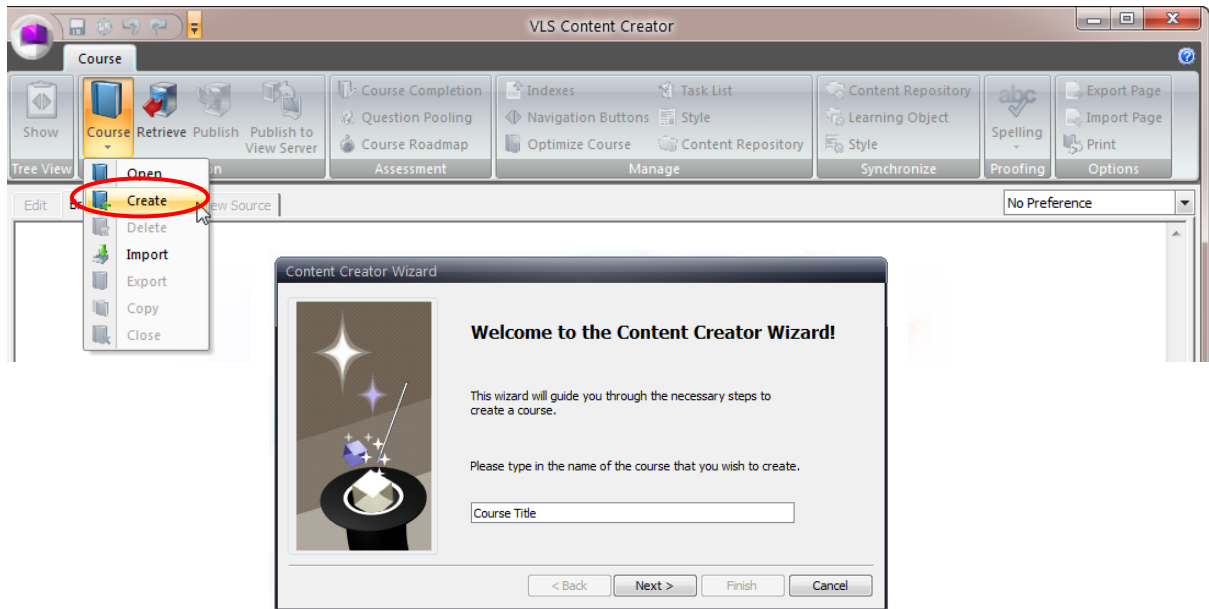 VLS Content Creator
Course
Show
Course
Retrieve
Publish
Publish to
View Server
Course Completion
Question Pooling
Course Roadmap
Indexes
Navigation Buttons
Optimize Course
Task List
Style
Content Repository
Content Repository
Learning Object
Style
abc
Spelling
Export Page
Import Page
Print
Tree View
Assessment
Manage
Synchronize
Proofing
Options
Edit
No Preference
Open
Create
Delete
Import
Export
Copy
Close
Content Creator Wizard
Welcome to the Content Creator Wizard!
This wizard will guide you through the necessary steps to
create a course.
Please type in the name of the course that you wish to create.
Course Title
< Back
Next >
Finish
Cancel